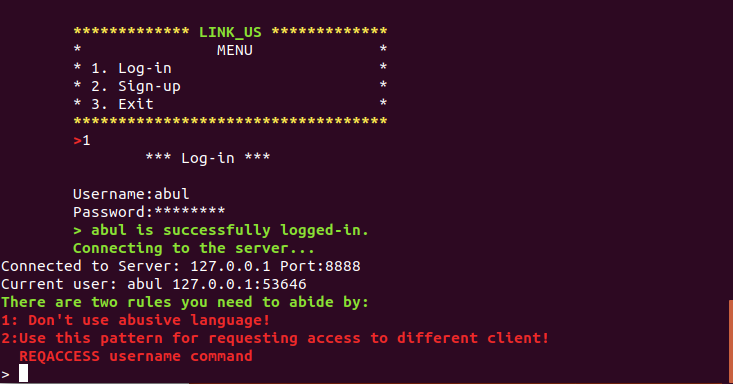 ************* LINK_US *************
* MENU *
* 1. Log-in *
* 2. Sign-up *
* 3. Exit *
***********************************
>1
*** Log-in ***
Username:abul
Password:********
> abul is successfully logged-in.
Connecting to the server...
Connected to Server: 127.0.0.1 Port:8888
Current user: abul 127.0.0.1:53646
There are two rules you need to abide by:
1: Don't use abusive language!
2:Use this pattern for requesting access to different client!
REQACCESS username command
>